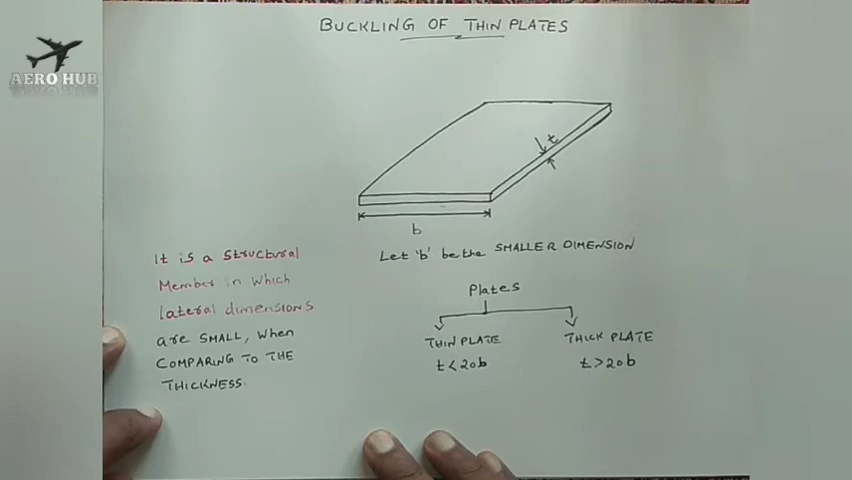 AERO HUB
BUCKLING OF THIN PLATES
t
b
It is a structural
Member in which
lateral dimensions
are SMALL, when
COMPARING TO THE
THICKNESS.
Let 'b' be the SMALLER DIMENSION
Plates
THIN PLATE
t < 20b
THICK PLATE
t > 20b